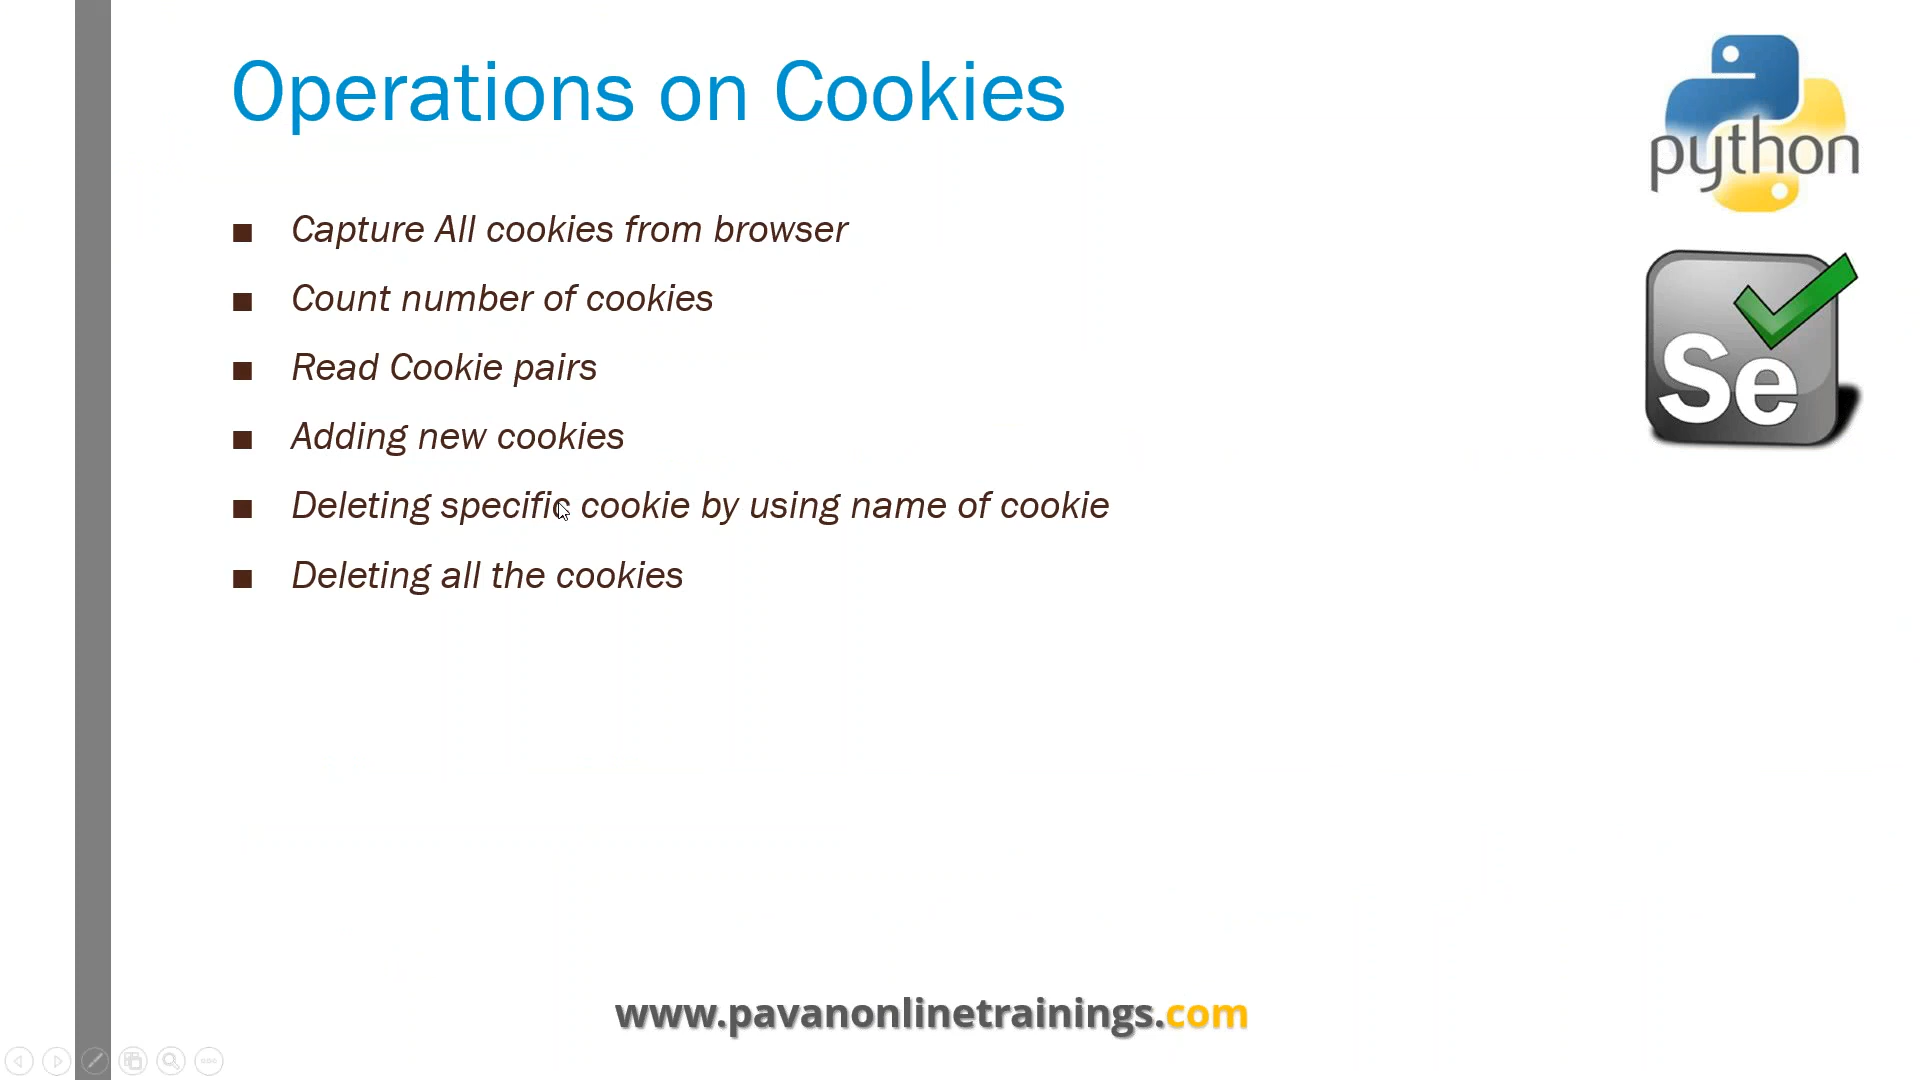 Operations on Cookies
python
Capture All cookies from browser
Count number of cookies
Read Cookie pairs
Adding new cookies
Deleting specific cookie by using name of cookie
Deleting all the cookies
Se
www.pavanonlinetrainings.com